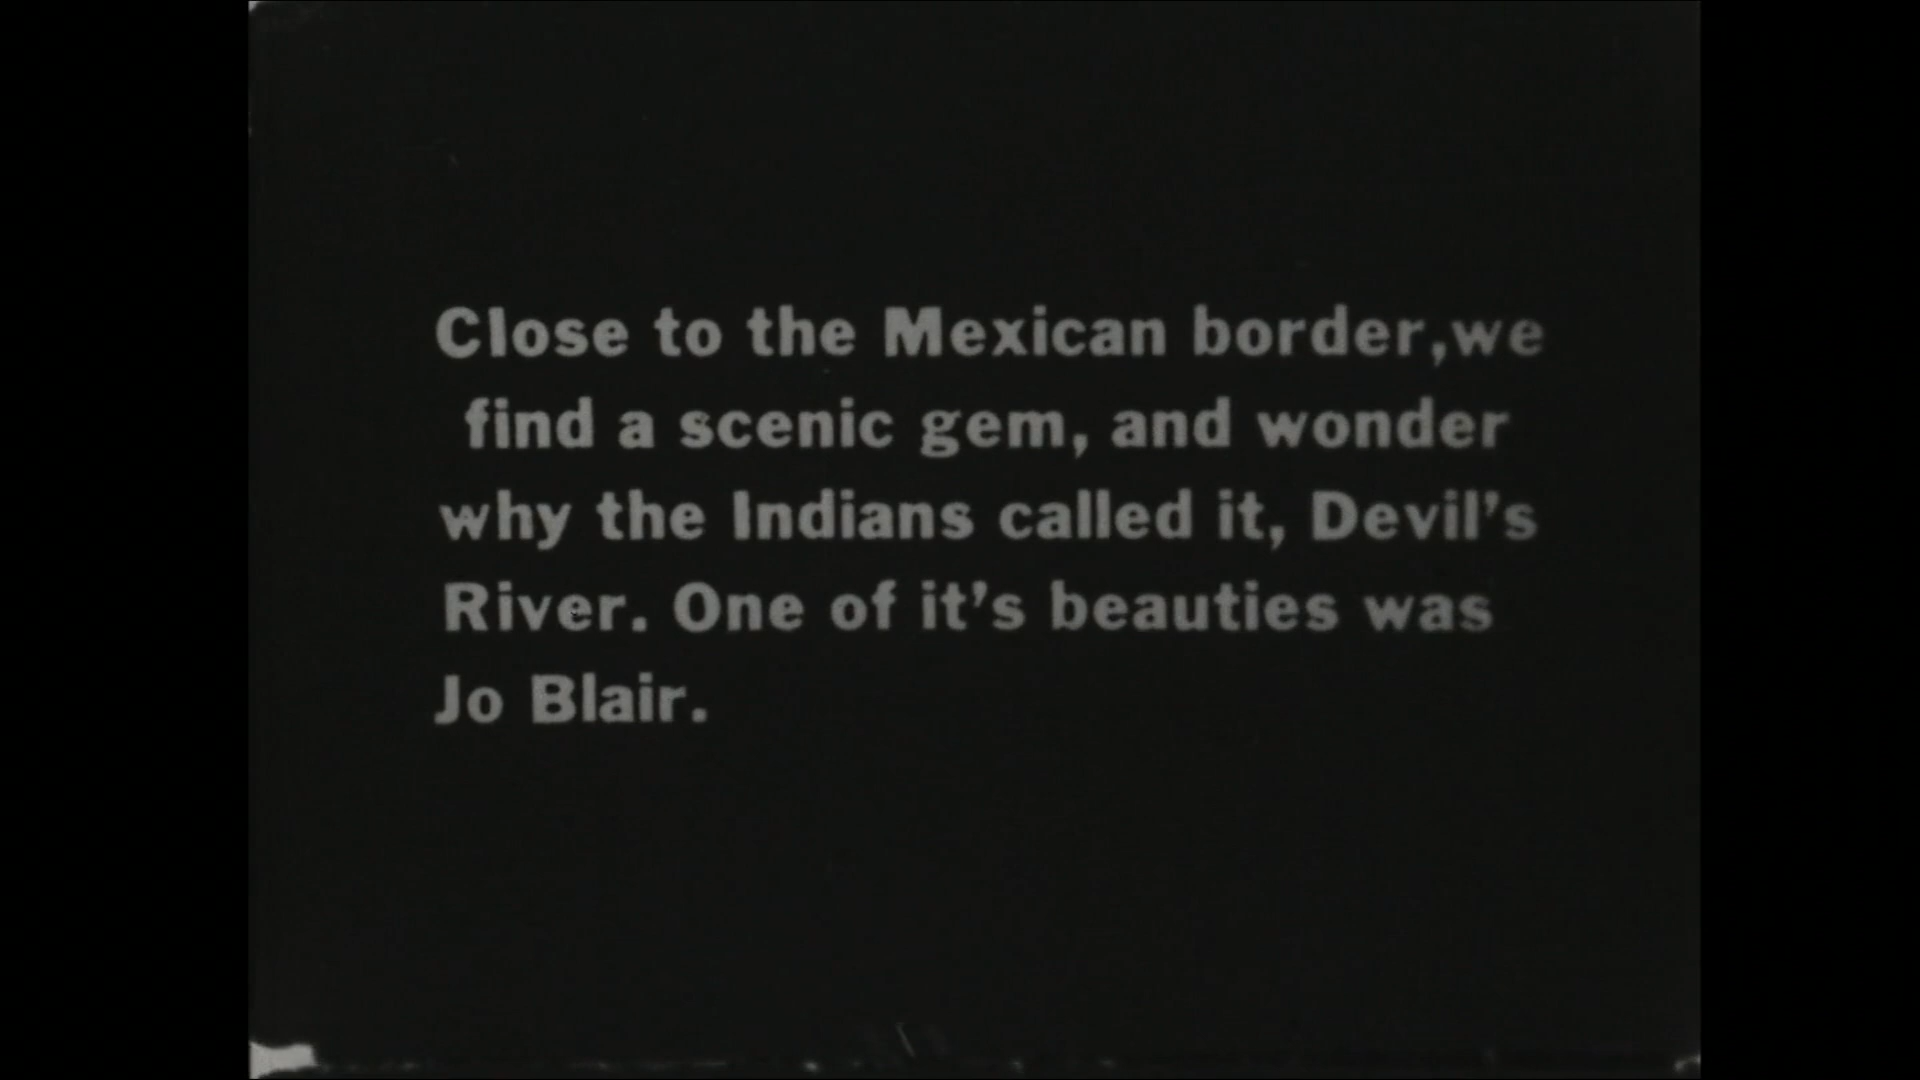 Close to the Mexican border,we
find a scenic gem, and wonder
why the Indians called it, Devil's
River. One of it's beauties was
Jo Blair.